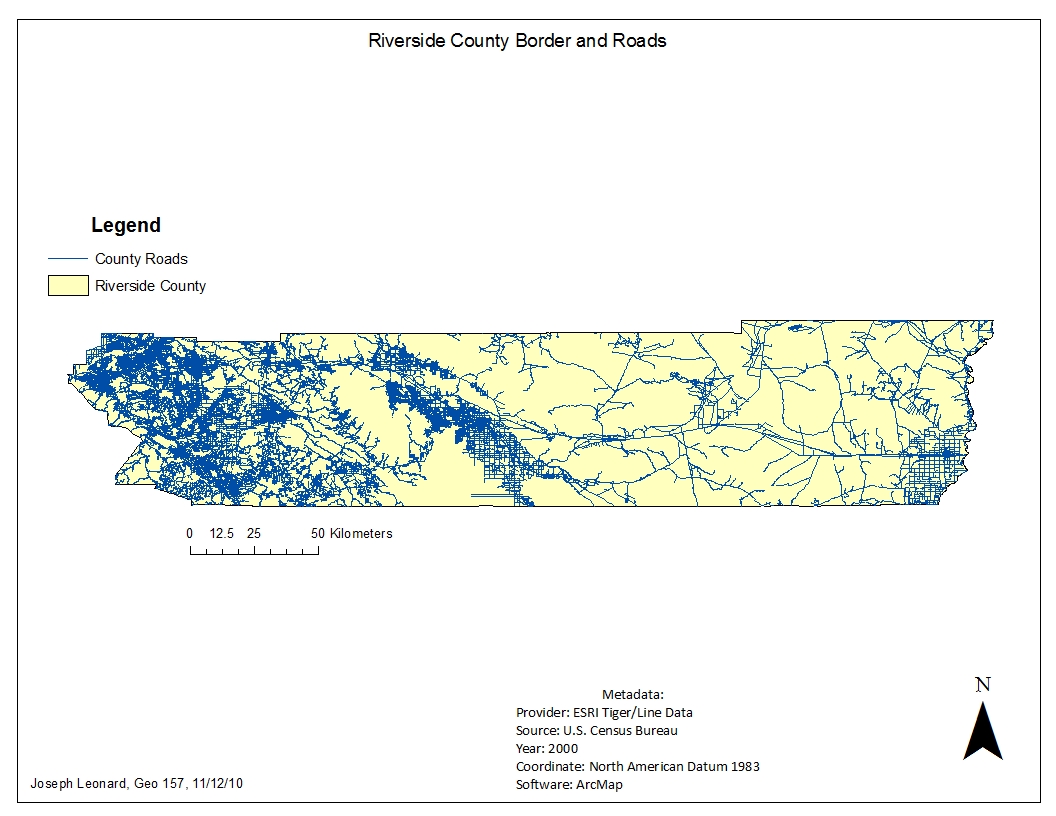 Riverside County Border and Roads
Legend
County Roads
Riverside County
0 12.5 25 50 Kilometers
Metadata:
Provider: ESRI Tiger/Line Data
Source: U.S. Census Bureau
Year: 2000
Coordinate: North American Datum 1983
Software: ArcMap
N
Joseph Leonard, Geo 157, 11/12/10